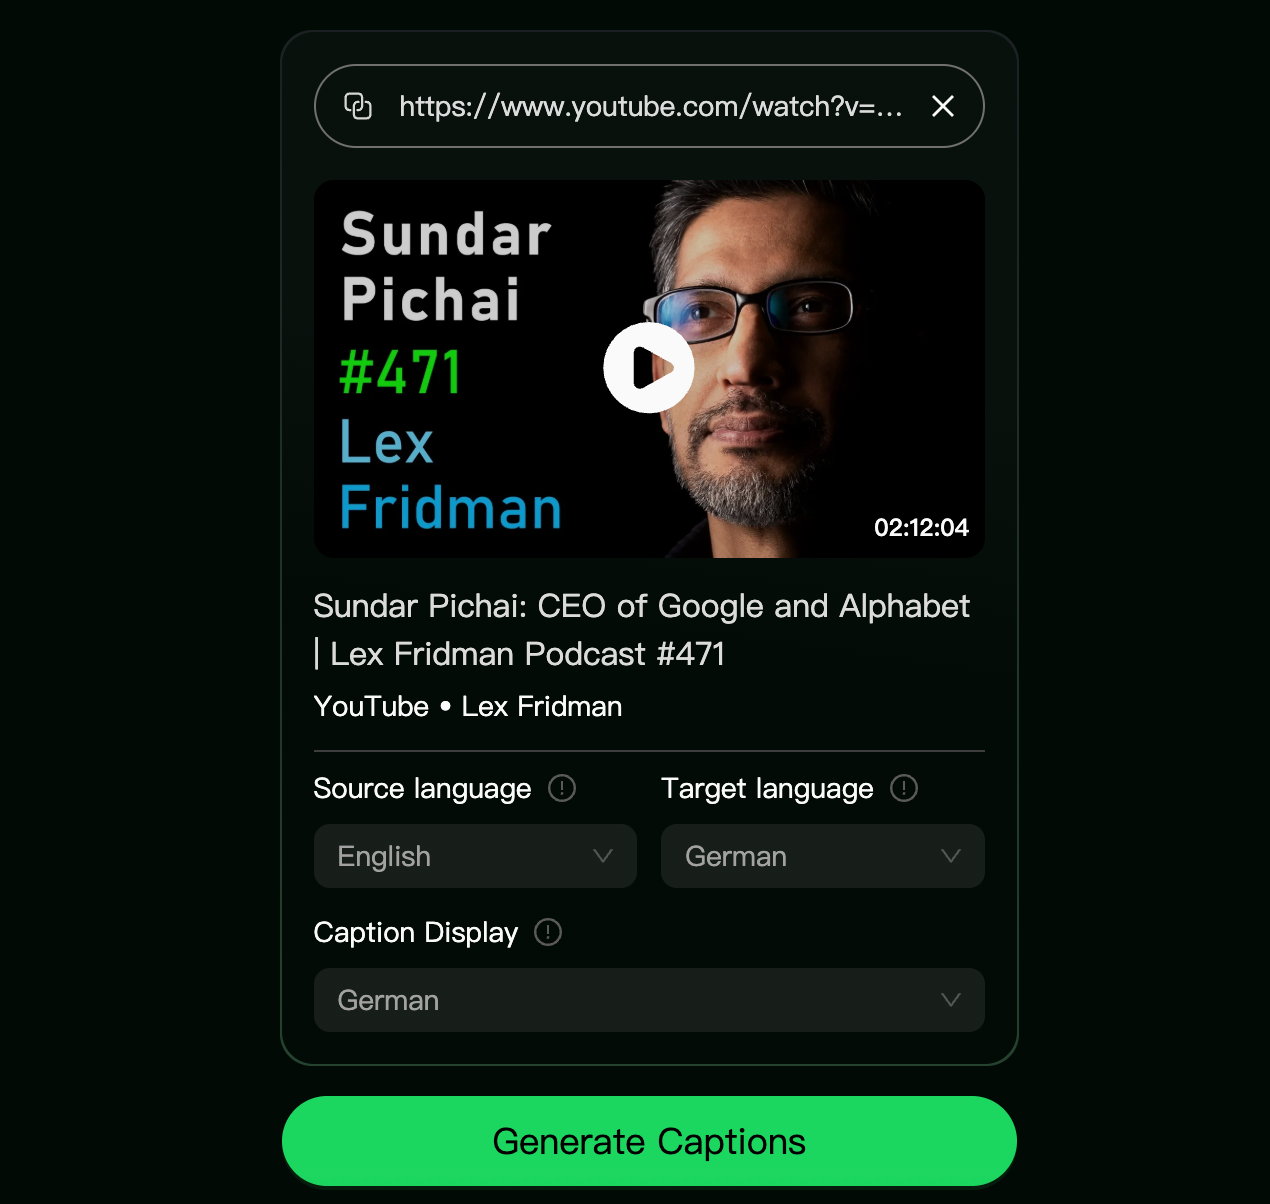 https://www.youtube.com/watch?v=...
Sundar
Pichai
#471
Lex
Fridman
02:12:04
Sundar Pichai: CEO of Google and Alphabet
| Lex Fridman Podcast #471
YouTube • Lex Fridman
Source language
Target language
English
German
Caption Display
German
Generate Captions